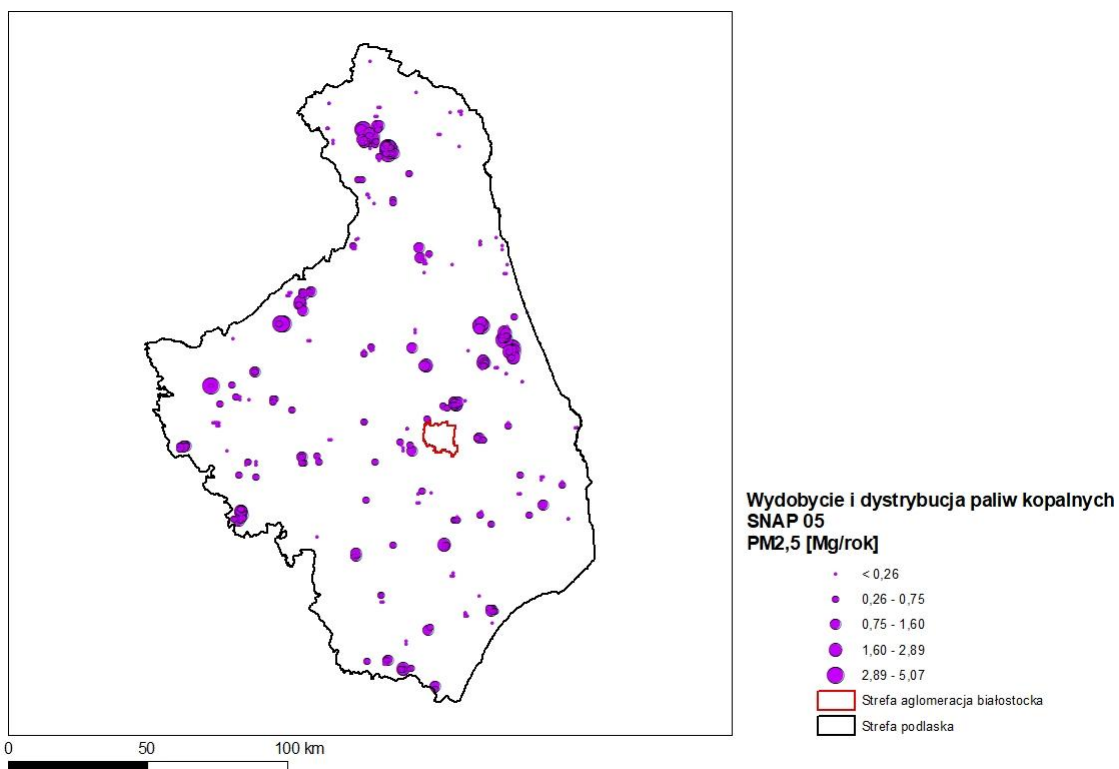 Wydobycie i dystrybucja paliw kopalnych
SNAP 05
PM2,5 [Mg/rok]
< 0,26
0,26 - 0,75
0,75 - 1,60
1,60 - 2,89
2,89 - 5,07
Strefa aglomeracja białostocka
Strefa podlaska
0 50 100 km